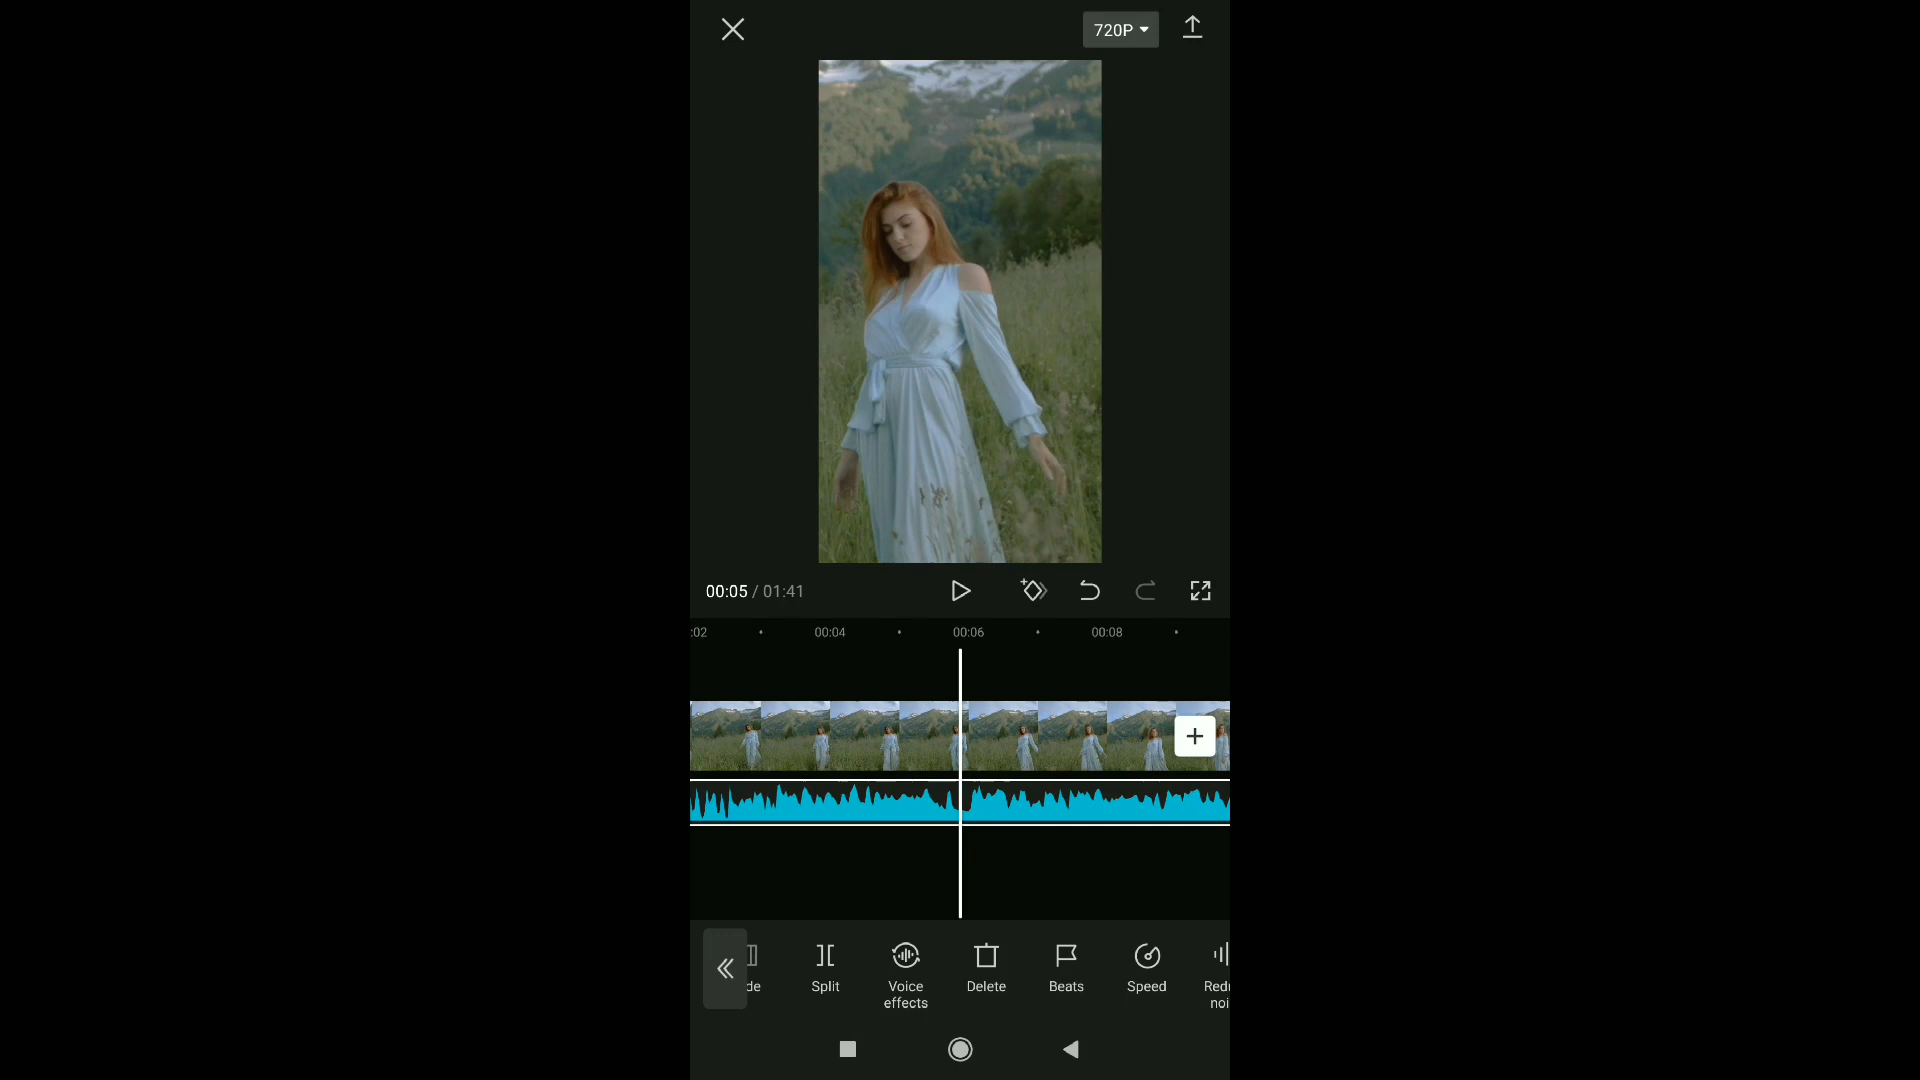 720P
00:05 / 01:41
:02
00:04
00:06
00:08
de
Split
Voice
effects
Delete
Beats
Speed
Redu
noi